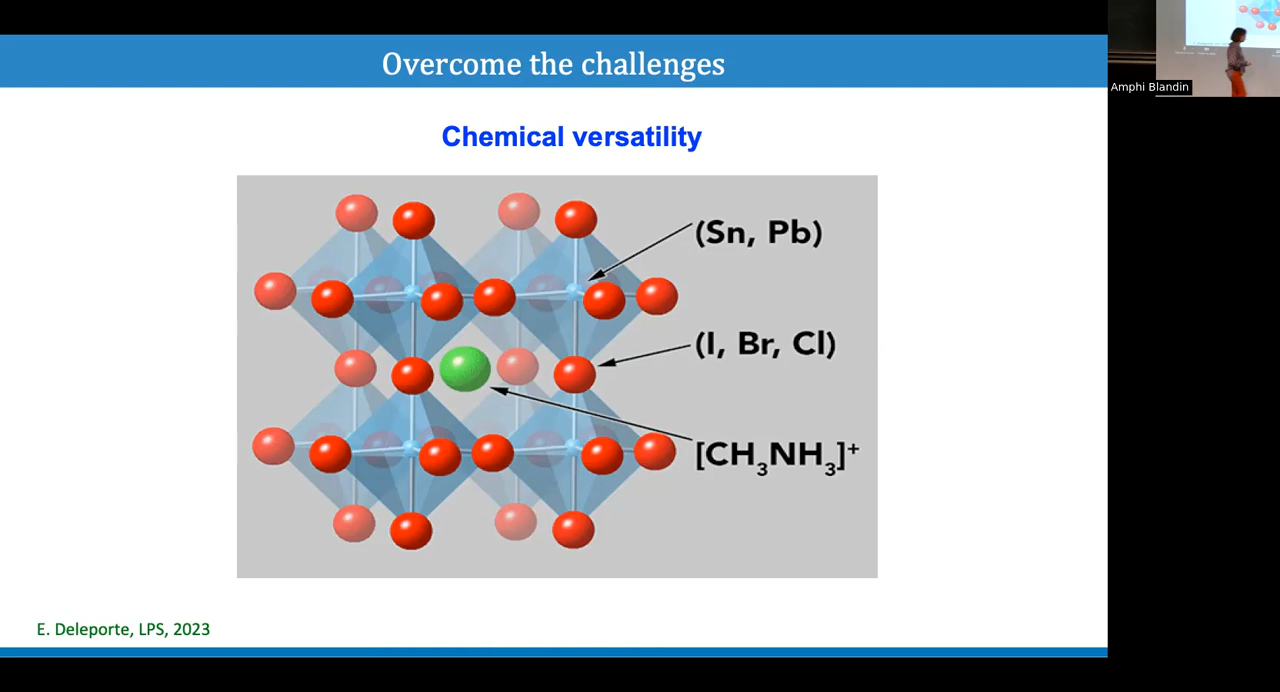 Overcome the challenges
Amphi Blandin
Chemical versatility
(Sn, Pb)
(I, Br, Cl)
[CH₃NH₃]⁺
E. Deleporte, LPS, 2023